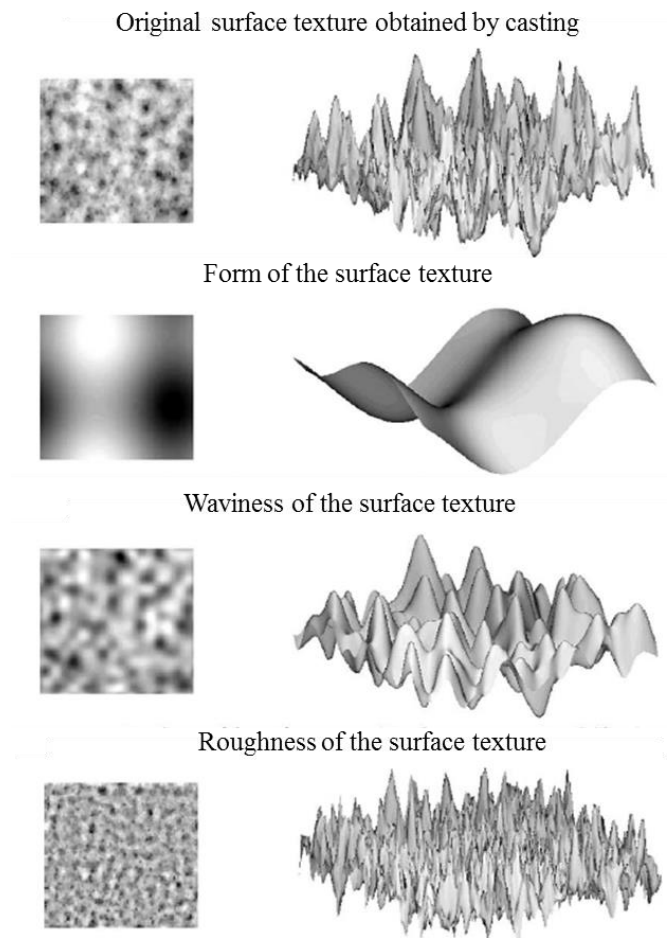 Original surface texture obtained by casting
Form of the surface texture
Waviness of the surface texture
Roughness of the surface texture